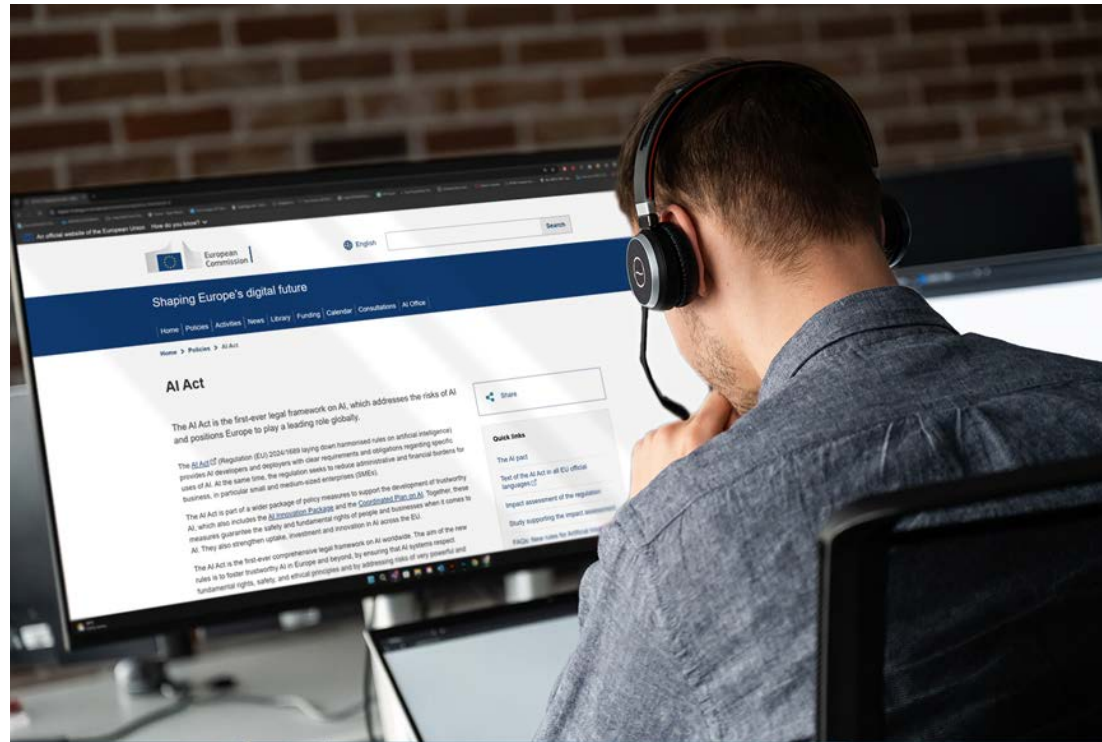 An official website of the European Union How do you know?
European
Commission
English
Search
Shaping Europe's digital future
Home Policies Activities News Library Funding Calendar Consultations AI Office
Home > Policies > AI Act
AI Act
The AI Act is the first-ever legal framework on AI, which addresses the risks of AI
and positions Europe to play a leading role globally.
The AI Act (Regulation (EU) 2024/1689 laying down harmonised rules on artificial intelligence)
provides AI developers and deployers with clear requirements and obligations regarding specific
uses of AI. At the same time, the regulation seeks to reduce administrative and financial burdens for
business, in particular small and medium-sized enterprises (SMEs).
The AI Act is part of a wider package of policy measures to support the development of trustworthy
AI, which also includes the AI Innovation Package and the Coordinated Plan on AI. Together, these
measures guarantee the safety and fundamental rights of people and businesses when it comes to
AI. They also strengthen uptake, investment and innovation in AI across the EU.
The AI Act is the first-ever comprehensive legal framework on AI worldwide. The aim of the new
rules is to foster trustworthy AI in Europe and beyond, by ensuring that AI systems respect
fundamental rights, safety, and ethical principles and by addressing risks of very powerful and
Share
Quick links
The AI pact
Text of the AI Act in all EU official
languages
Impact assessment of the regulation
Study supporting the impact assessment
FAQs: New rules for Artificial